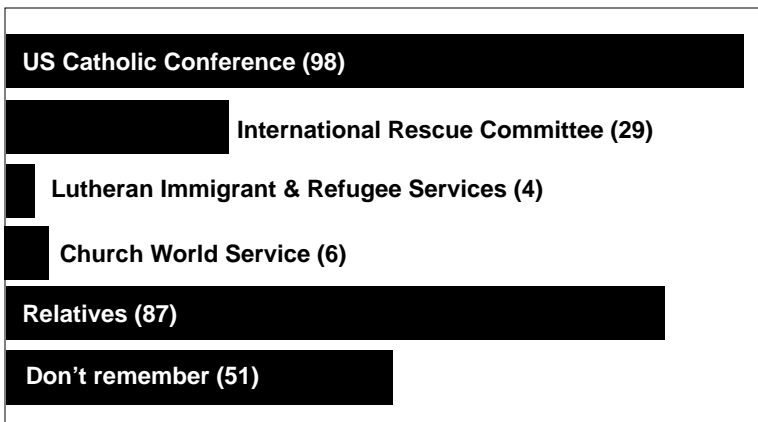 US Catholic Conference (98)
International Rescue Committee (29)
Lutheran Immigrant & Refugee Services (4)
Church World Service (6)
Relatives (87)
Don’t remember (51)